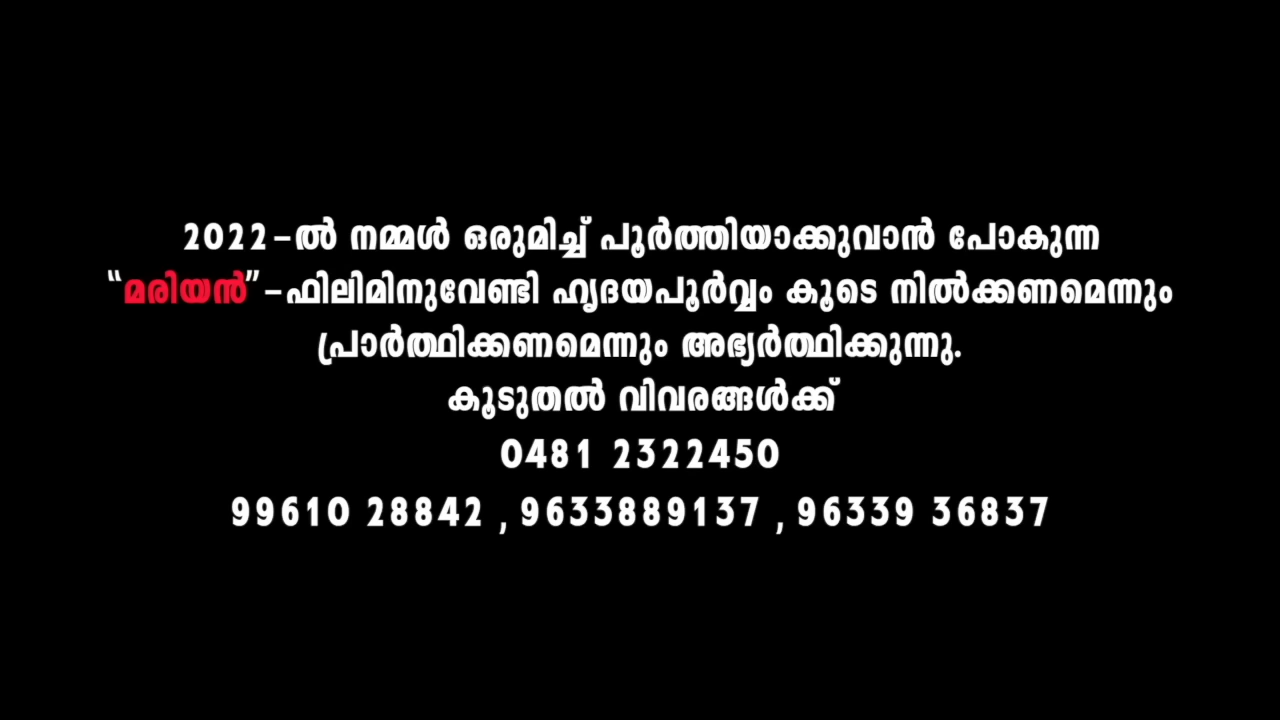 2022-ൽ നമ്മൾ ഒരുമിച്ച് പൂർത്തിയാക്കുവാൻ പോകുന്ന
“മരിയൻ”-ഫിലിമിനുവേണ്ടി ഹൃദയപൂർവ്വം കൂടെ നിൽക്കണമെന്നും
പ്രാർത്ഥിക്കണമെന്നും അഭ്യർത്ഥിക്കുന്നു.
കൂടുതൽ വിവരങ്ങൾക്ക്
0481 2322450
99610 28842 , 9633889137 , 96339 36837